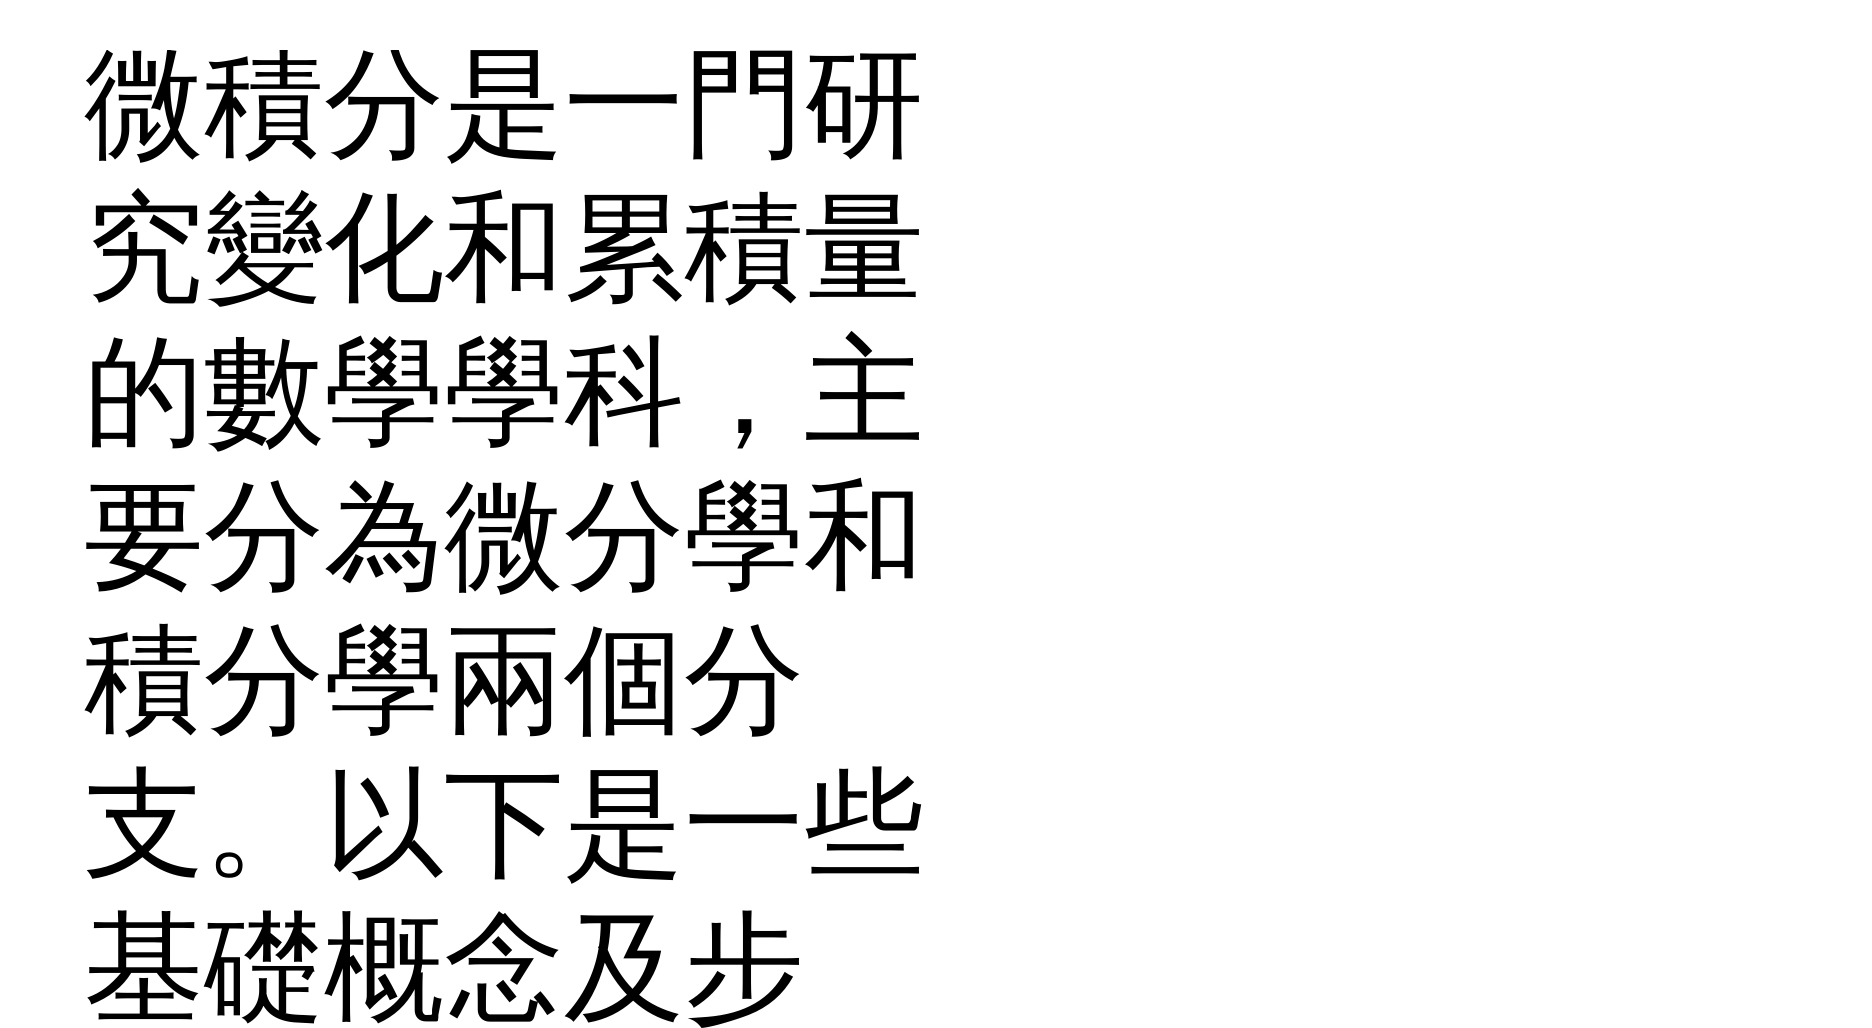 微積分是一門研
究變化和累積量
的數學學科，主
要分為微分學和
積分學兩個分
支。以下是一些
基礎概念及步